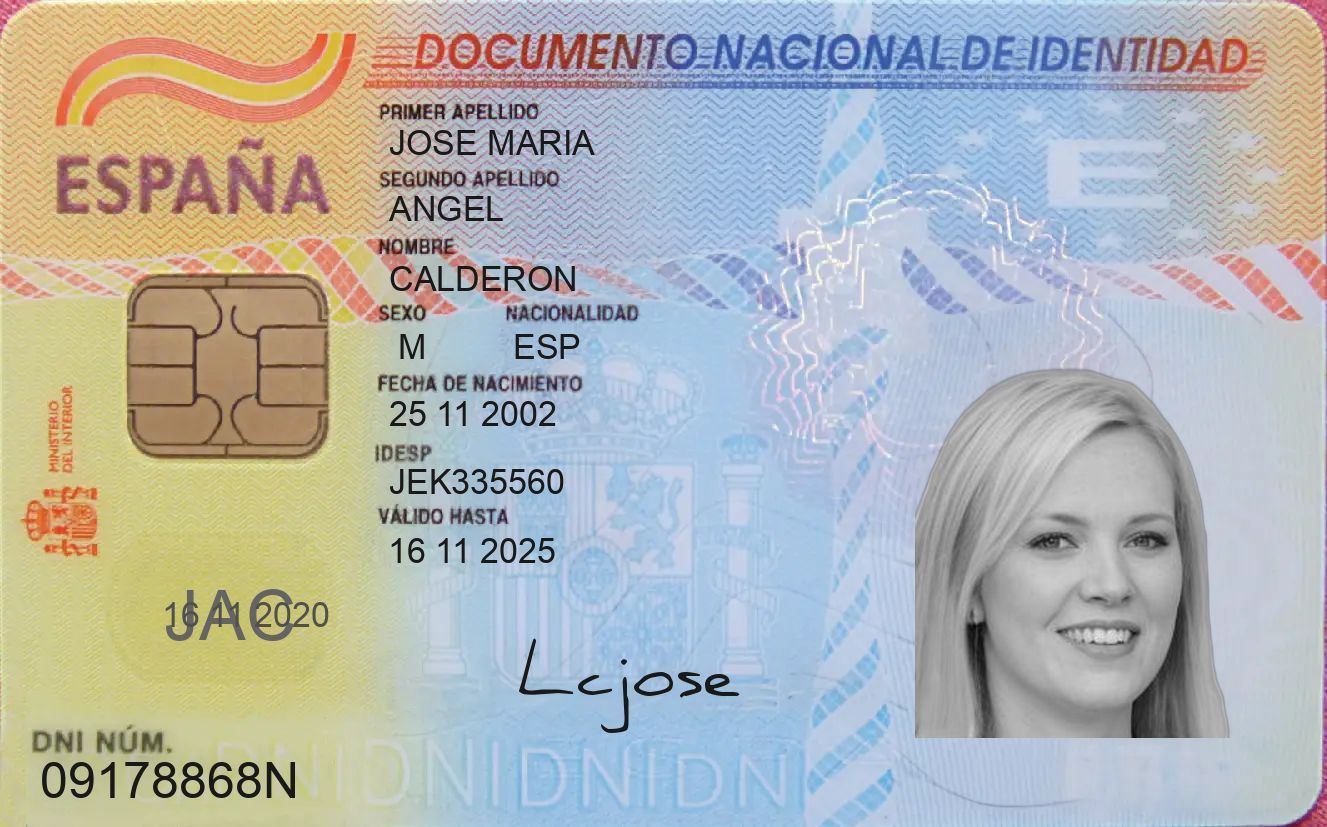 DOCUMENTO NACIONAL DE IDENTIDAD
ESPAÑA
PRIMER APELLIDO
JOSE MARIA
SEGUNDO APELLIDO
ANGEL
NOMBRE
CALDERON
SEXO NACIONALIDAD
M ESP
FECHA DE NACIMIENTO
25 11 2002
IDESP
JEK335560
VÁLIDO HASTA
16 11 2025
MINISTERIO
DEL INTERIOR
E
16 11 2020
JAC
Lcjose
DNI NÚM.
09178868N
DNIDNIDNIDNI